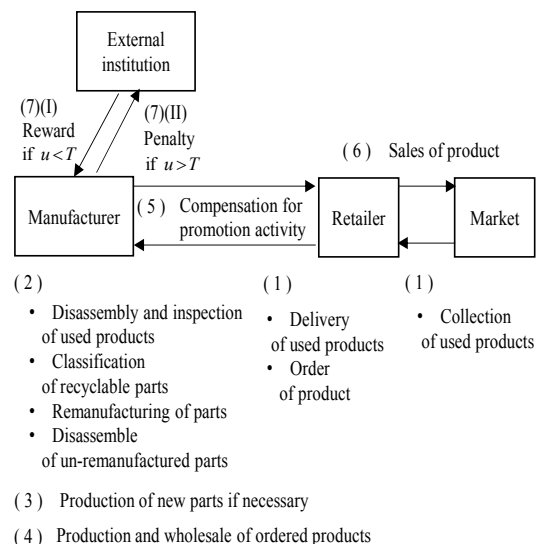 External
institution
(7)(I)
Reward
if u<T
(7)(II)
Penalty
if u>T
( 6 ) Sales of product
Manufacturer
( 5 ) Compensation for
promotion activity
Retailer
Market
( 2 )
• Disassembly and inspection
of used products
• Classification
of recyclable parts
• Remanufacturing of parts
• Disassemble
of un-remanufactured parts
( 1 )
• Delivery
of used products
• Order
of product
( 1 )
• Collection
of used products
( 3 ) Production of new parts if necessary
( 4 ) Production and wholesale of ordered products